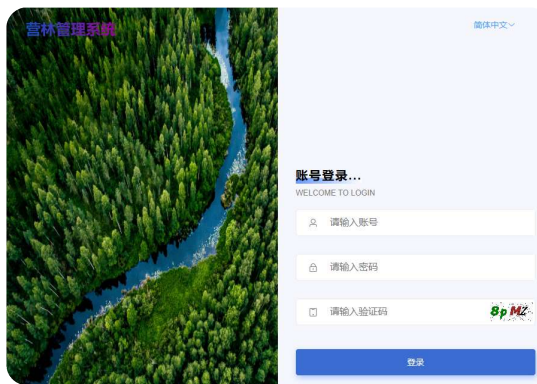 营林管理系统
简体中文
账号登录...
WELCOME TO LOGIN
请输入账号
请输入密码
请输入验证码
8pMZ
登录